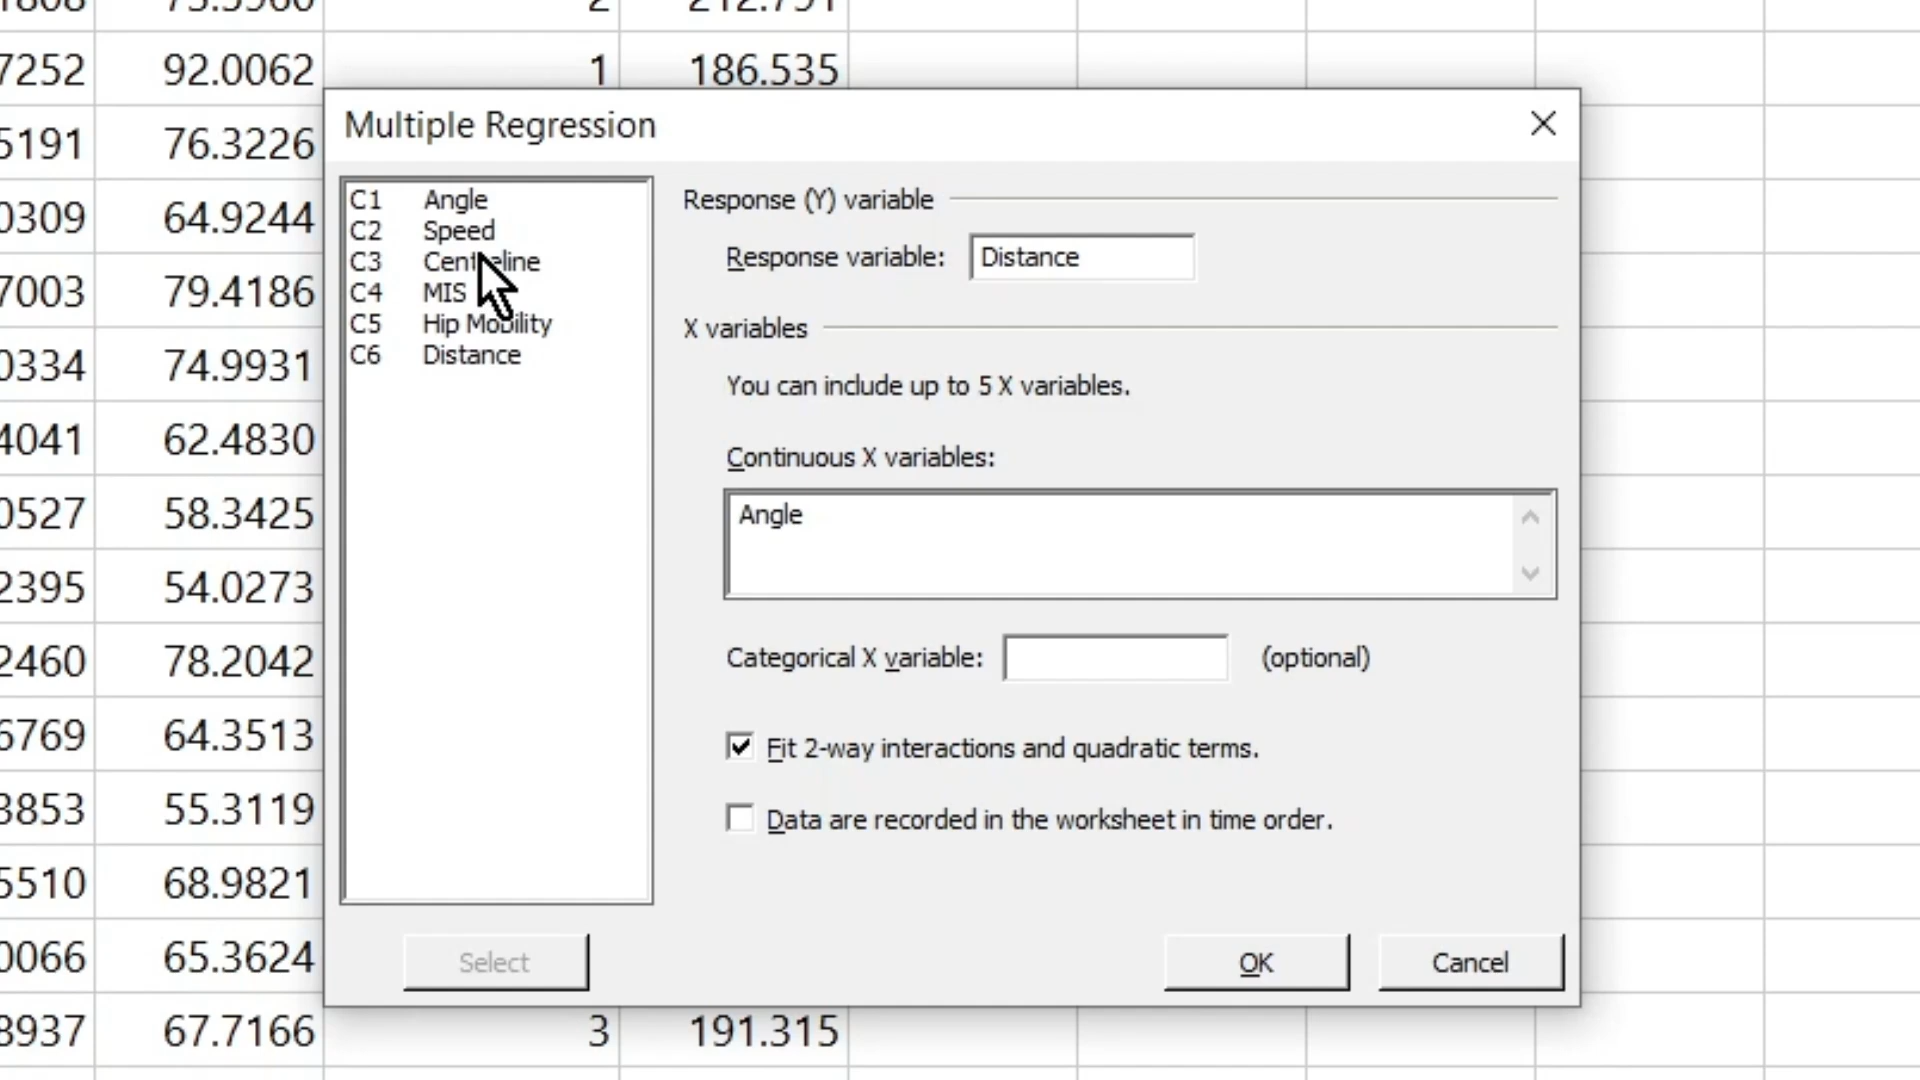 73.5960 2 212.791
7252 92.0062 1 186.535
Multiple Regression
5191 76.3226
C1 Angle
C2 Speed
C3 Centreline
C4 MIS
C5 Hip Mobility
C6 Distance
Response (Y) variable
Response variable: Distance
X variables
You can include up to 5 X variables.
Continuous X variables:
Angle
Categorical X variable: (optional)
Fit 2-way interactions and quadratic terms.
Data are recorded in the worksheet in time order.
Select OK Cancel
0309 64.9244
7003 79.4186
0334 74.9931
4041 62.4830
0527 58.3425
2395 54.0273
2460 78.2042
6769 64.3513
3853 55.3119
5510 68.9821
0066 65.3624
8937 67.7166 3 191.315